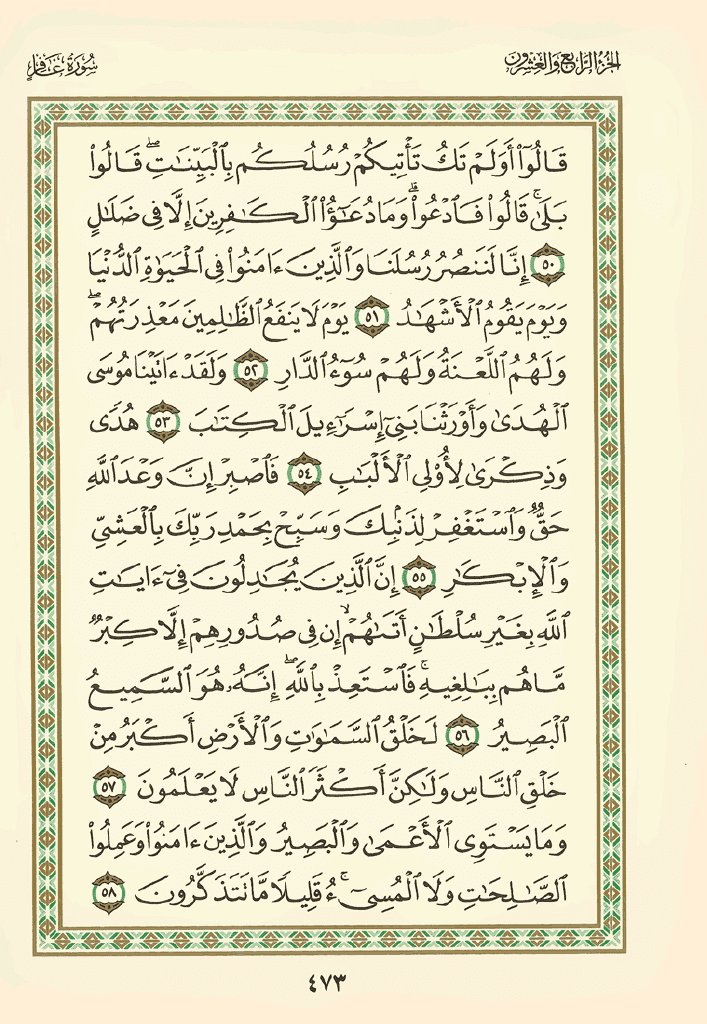 الجزء الرابع والعشرون
سورة غافر
قَالُوٓا۟ أَوَلَمْ تَكُ تَأْتِيكُمْ رُسُلُكُم بِٱلْبَيِّنَٰتِ ۖ قَالُوا۟
بَلَىٰ ۚ قَالُوا۟ فَٱدْعُوا۟ ۗ وَمَا دُعَٰٓؤُا۟ ٱلْكَٰفِرِينَ إِلَّا فِى ضَلَٰلٍ
٥٠ إِنَّا لَنَنصُرُ رُسُلَنَا وَٱلَّذِينَ ءَامَنُوا۟ فِى ٱلْحَيَوٰةِ ٱلدُّنْيَا
وَيَوْمَ يَقُومُ ٱلْأَشْهَٰدُ ٥١ يَوْمَ لَا يَنفَعُ ٱلظَّٰلِمِينَ مَعْذِرَتُهُمْ ۖ
وَلَهُمُ ٱللَّعْنَةُ وَلَهُمْ سُوٓءُ ٱلدَّارِ ٥٢ وَلَقَدْ ءَاتَيْنَا مُوسَى
ٱلْهُدَىٰ وَأَوْرَثْنَا بَنِىٓ إِسْرَٰٓءِيلَ ٱلْكِتَٰبَ ٥٣ هُدًى
وَذِكْرَىٰ لِأُو۟لِى ٱلْأَلْبَٰبِ ٥٤ فَٱصْبِرْ إِنَّ وَعْدَ ٱللَّهِ
حَقٌّ وَٱسْتَغْفِرْ لِذَنۢبِكَ وَسَبِّحْ بِحَمْدِ رَبِّكَ بِٱلْعَشِىِّ
وَٱلْإِبْكَٰرِ ٥٥ إِنَّ ٱلَّذِينَ يُجَٰدِلُونَ فِىٓ ءَايَٰتِ
ٱللَّهِ بِغَيْرِ سُلْطَٰنٍ أَتَىٰهُمْ ۙ إِن فِى صُدُورِهِمْ إِلَّا كِبْرٌ
مَّا هُم بِبَٰلِغِيهِ ۚ فَٱسْتَعِذْ بِٱللَّهِ ۖ إِنَّهُۥ هُوَ ٱلسَّمِيعُ
ٱلْبَصِيرُ ٥٦ لَخَلْقُ ٱلسَّمَٰوَٰتِ وَٱلْأَرْضِ أَكْبَرُ مِنْ
خَلْقِ ٱلنَّاسِ وَلَٰكِنَّ أَكْثَرَ ٱلنَّاسِ لَا يَعْلَمُونَ ٥٧
وَمَا يَسْتَوِى ٱلْأَعْمَىٰ وَٱلْبَصِيرُ وَٱلَّذِينَ ءَامَنُوا۟ وَعَمِلُوا۟
ٱلصَّٰلِحَٰتِ وَلَا ٱلْمُسِىٓءُ ۚ قَلِيلًا مَّا تَتَذَكَّرُونَ ٥٨
٤٧٣